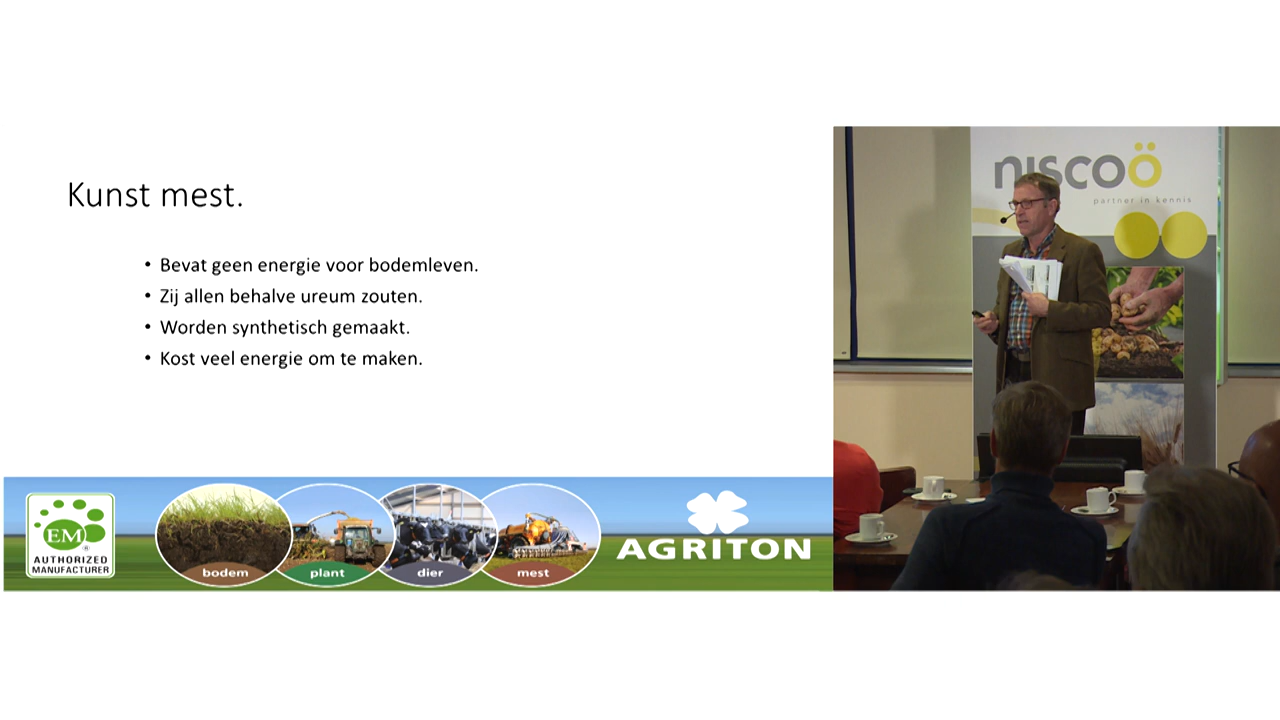 Kunst mest.
• Bevat geen energie voor bodemleven.
• Zij allen behalve ureum zouten.
• Worden synthetisch gemaakt.
• Kost veel energie om te maken.
EM®
AUTHORIZED
MANUFACTURER
bodem
plant
dier
mest
AGRITON
niscoö
partner in kennis